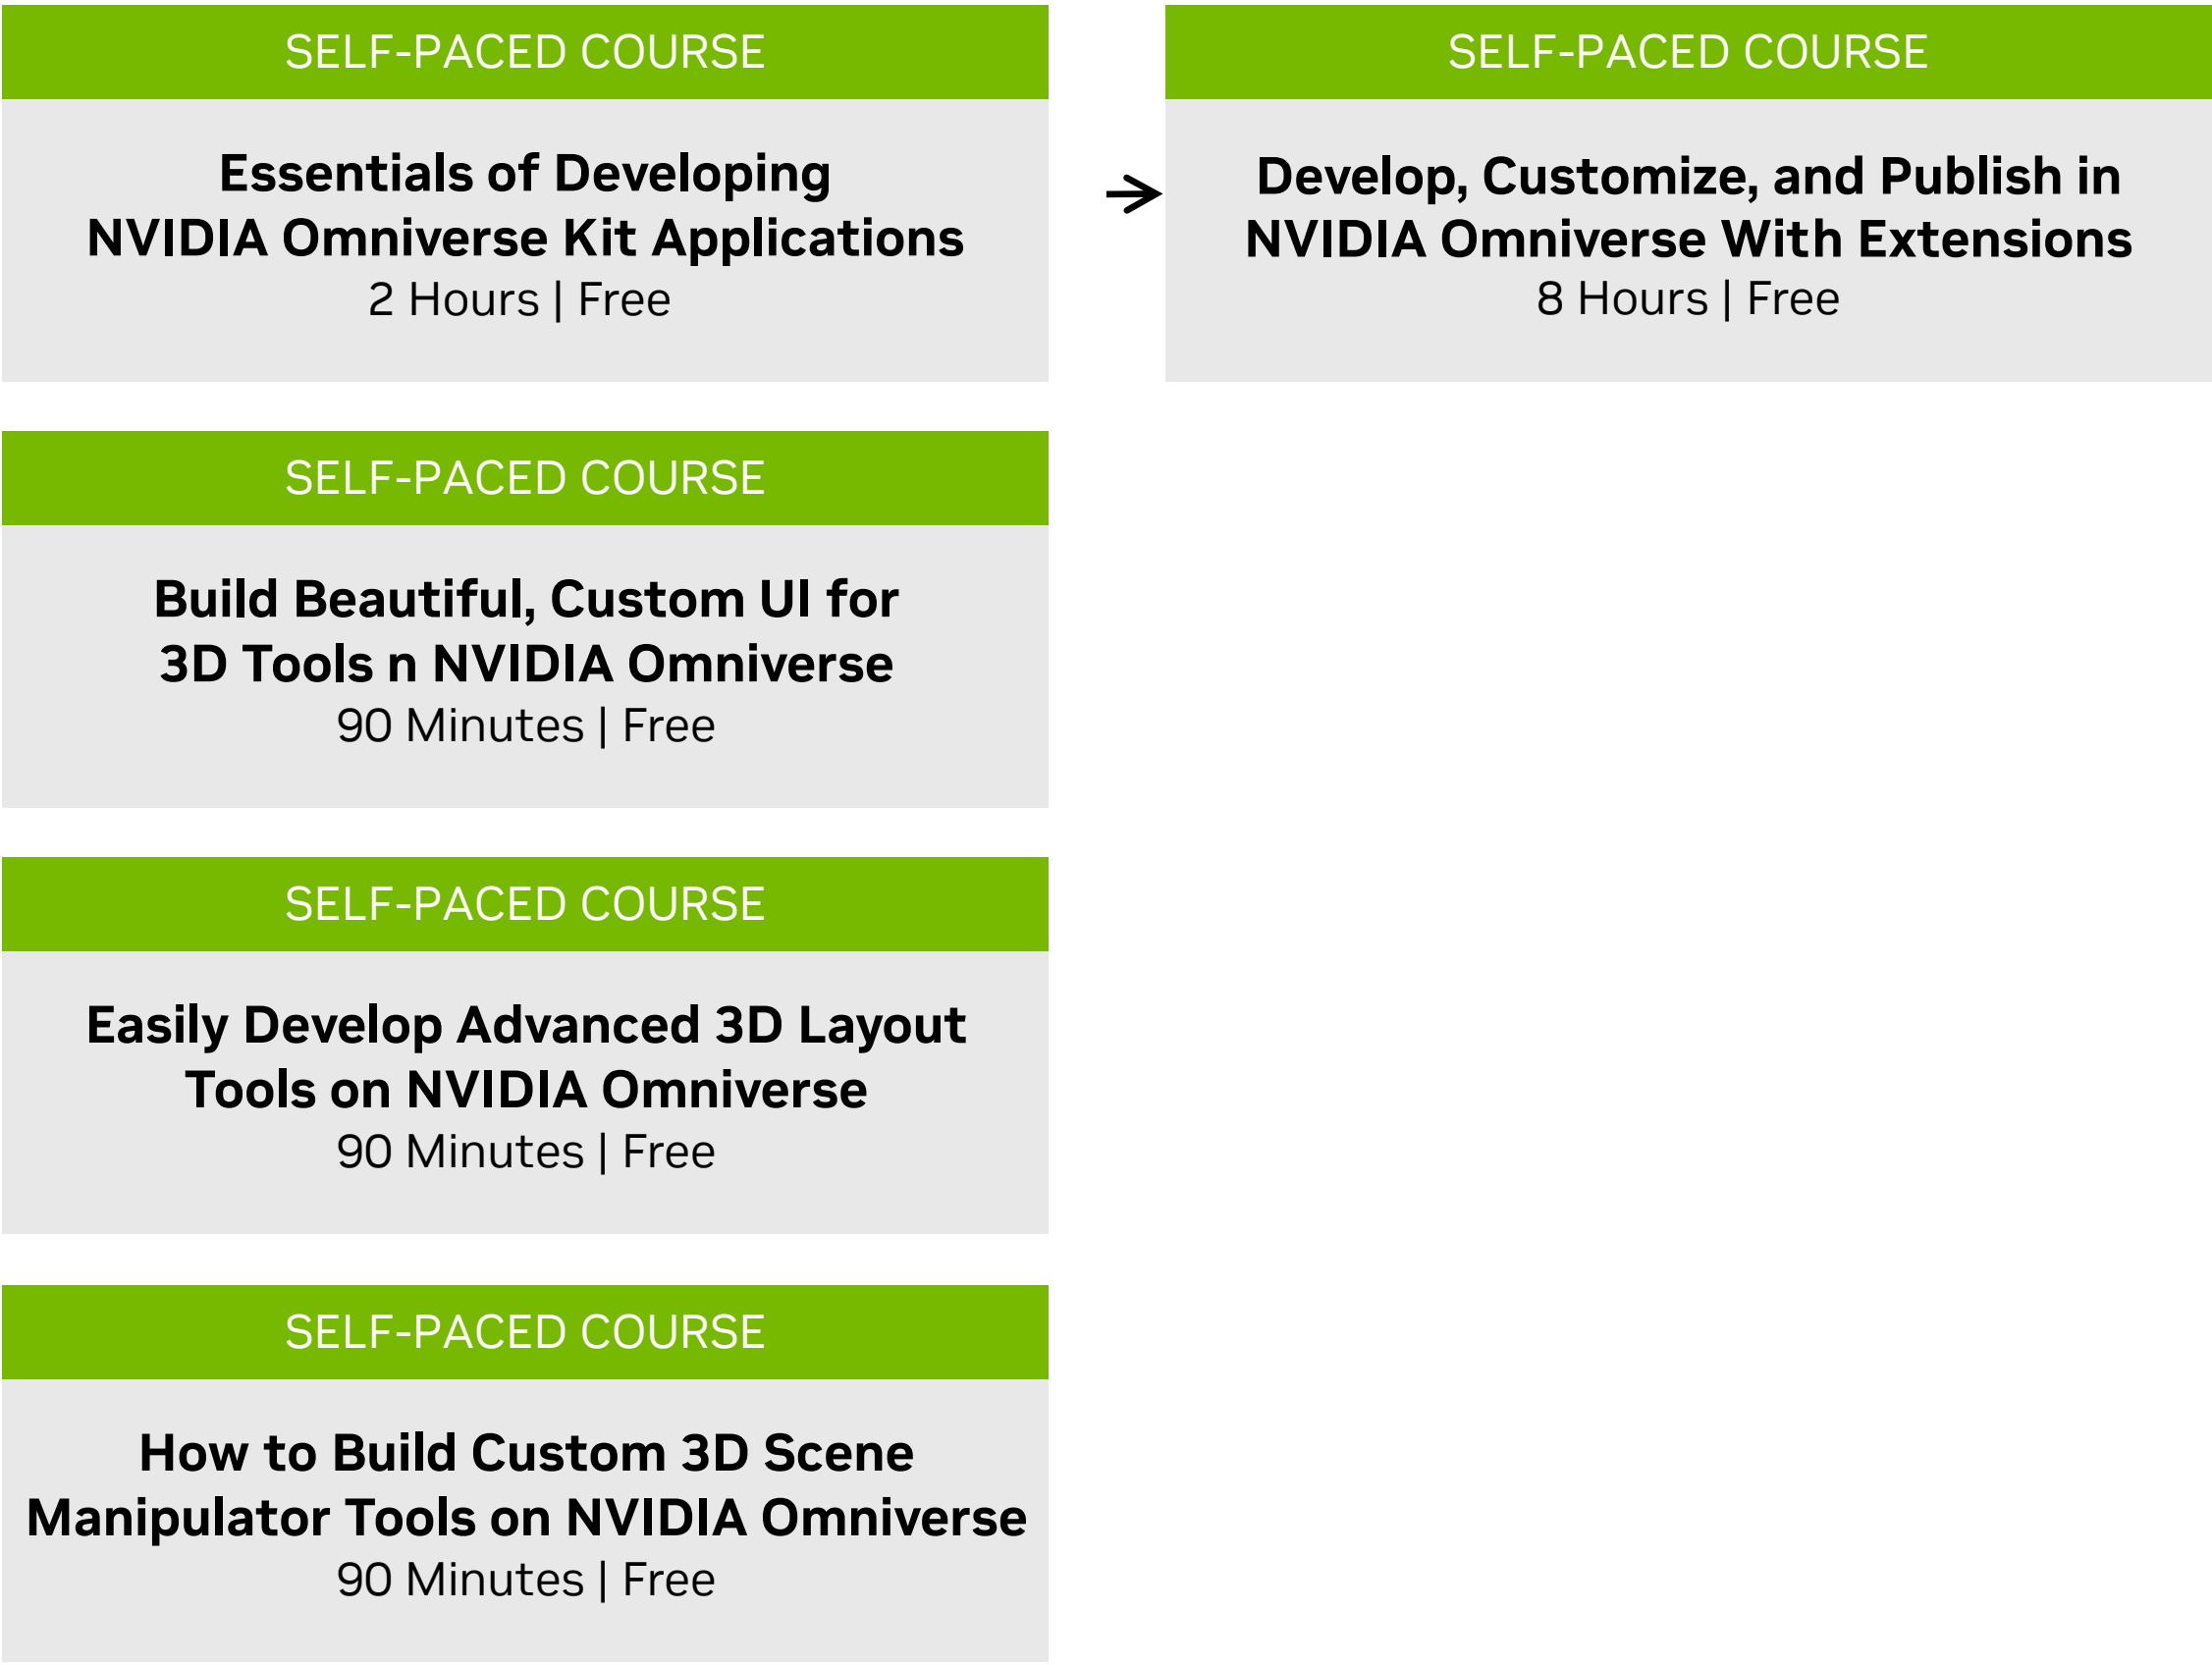 SELF-PACED COURSE
Essentials of Developing
NVIDIA Omniverse Kit Applications
2 Hours | Free
SELF-PACED COURSE
Develop, Customize, and Publish in
NVIDIA Omniverse With Extensions
8 Hours | Free
SELF-PACED COURSE
Build Beautiful, Custom UI for
3D Tools n NVIDIA Omniverse
90 Minutes | Free
SELF-PACED COURSE
Easily Develop Advanced 3D Layout
Tools on NVIDIA Omniverse
90 Minutes | Free
SELF-PACED COURSE
How to Build Custom 3D Scene
Manipulator Tools on NVIDIA Omniverse
90 Minutes | Free